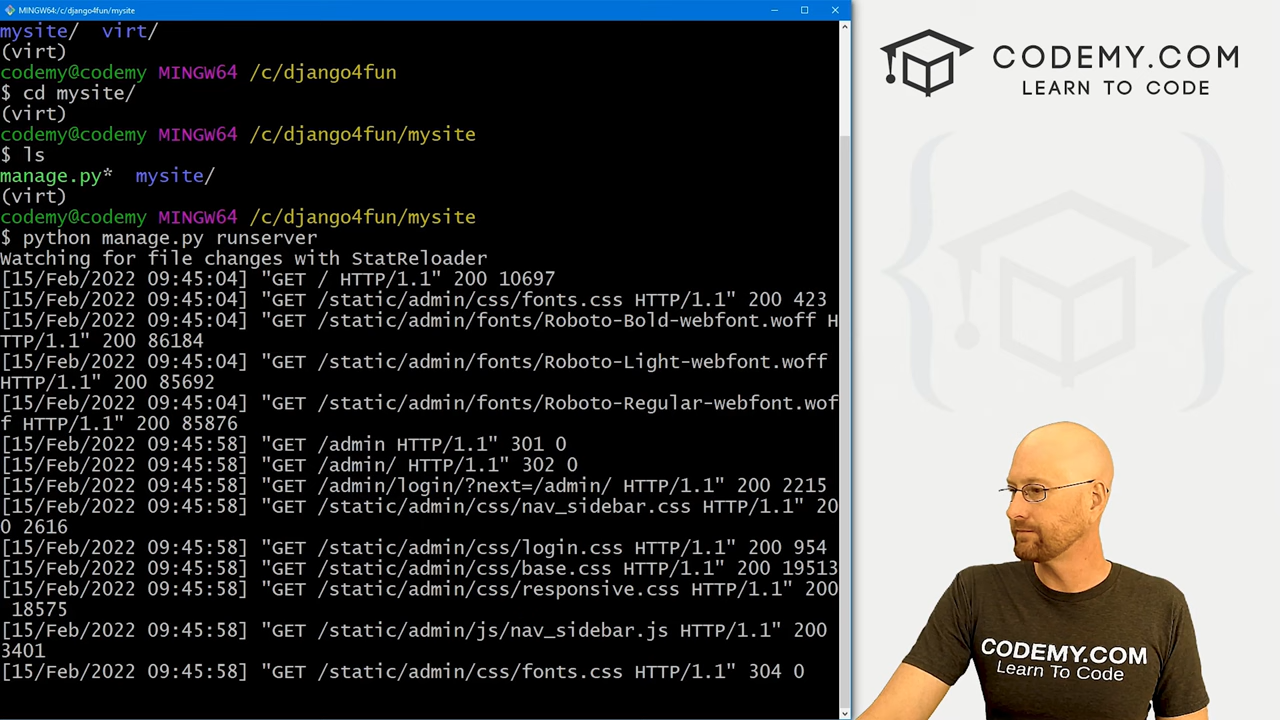 MINGW64:/c/django4fun/mysite
mysite/  virt/
(virt)
codemy@codemy MINGW64 /c/django4fun
$ cd mysite/
(virt)
codemy@codemy MINGW64 /c/django4fun/mysite
$ ls
manage.py*  mysite/
(virt)
codemy@codemy MINGW64 /c/django4fun/mysite
$ python manage.py runserver
Watching for file changes with StatReloader
[15/Feb/2022 09:45:04] "GET / HTTP/1.1" 200 10697
[15/Feb/2022 09:45:04] "GET /static/admin/css/fonts.css HTTP/1.1" 200 423
[15/Feb/2022 09:45:04] "GET /static/admin/fonts/Roboto-Bold-webfont.woff H
TTP/1.1" 200 86184
[15/Feb/2022 09:45:04] "GET /static/admin/fonts/Roboto-Light-webfont.woff
HTTP/1.1" 200 85692
[15/Feb/2022 09:45:04] "GET /static/admin/fonts/Roboto-Regular-webfont.wof
f HTTP/1.1" 200 85876
[15/Feb/2022 09:45:58] "GET /admin HTTP/1.1" 301 0
[15/Feb/2022 09:45:58] "GET /admin/ HTTP/1.1" 302 0
[15/Feb/2022 09:45:58] "GET /admin/login/?next=/admin/ HTTP/1.1" 200 2215
[15/Feb/2022 09:45:58] "GET /static/admin/css/nav_sidebar.css HTTP/1.1" 20
0 2616
[15/Feb/2022 09:45:58] "GET /static/admin/css/login.css HTTP/1.1" 200 954
[15/Feb/2022 09:45:58] "GET /static/admin/css/base.css HTTP/1.1" 200 19513
[15/Feb/2022 09:45:58] "GET /static/admin/css/responsive.css HTTP/1.1" 200
 18575
[15/Feb/2022 09:45:58] "GET /static/admin/js/nav_sidebar.js HTTP/1.1" 200
3401
[15/Feb/2022 09:45:58] "GET /static/admin/css/fonts.css HTTP/1.1" 304 0
CODEMY.COM
LEARN TO CODE
CODEMY.COM
Learn To Code